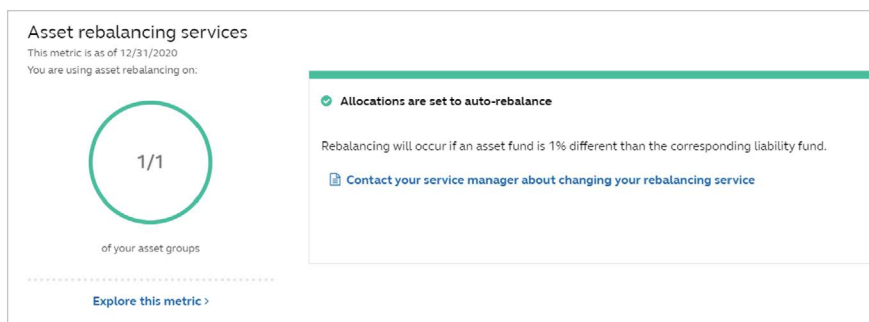 Asset rebalancing services
This metric is as of 12/31/2020
You are using asset rebalancing on:
1/1
of your asset groups
Explore this metric >
Allocations are set to auto-rebalance
Rebalancing will occur if an asset fund is 1% different than the corresponding liability fund.
Contact your service manager about changing your rebalancing service